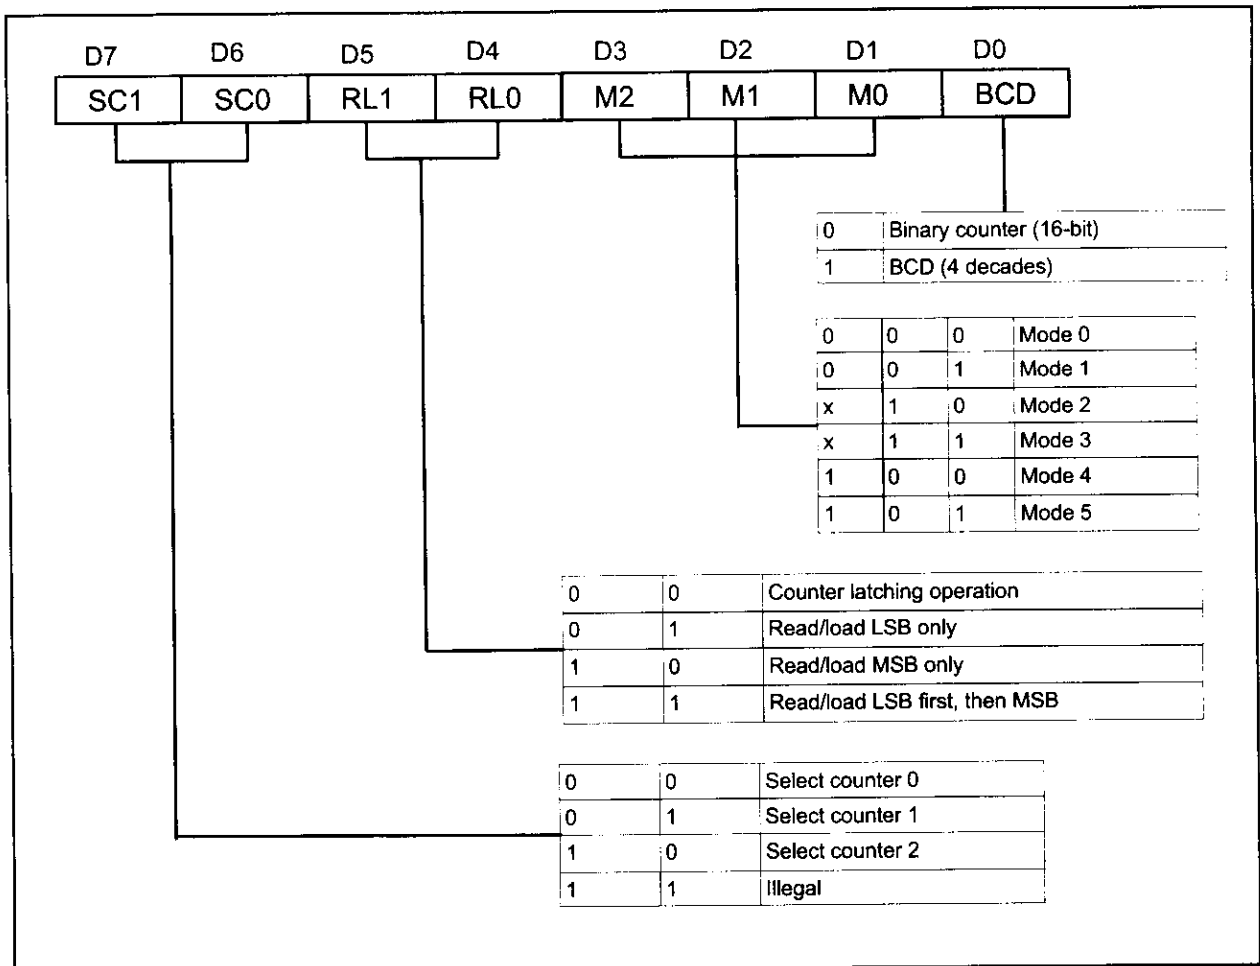 D7 D6 D5 D4 D3 D2 D1 D0
SC1 SC0 RL1 RL0 M2 M1 M0 BCD
0 Binary counter (16-bit)
1 BCD (4 decades)
0 0 0 Mode 0
0 0 1 Mode 1
x 1 0 Mode 2
x 1 1 Mode 3
1 0 0 Mode 4
1 0 1 Mode 5
0 0 Counter latching operation
0 1 Read/load LSB only
1 0 Read/load MSB only
1 1 Read/load LSB first, then MSB
0 0 Select counter 0
0 1 Select counter 1
1 0 Select counter 2
1 1 Illegal